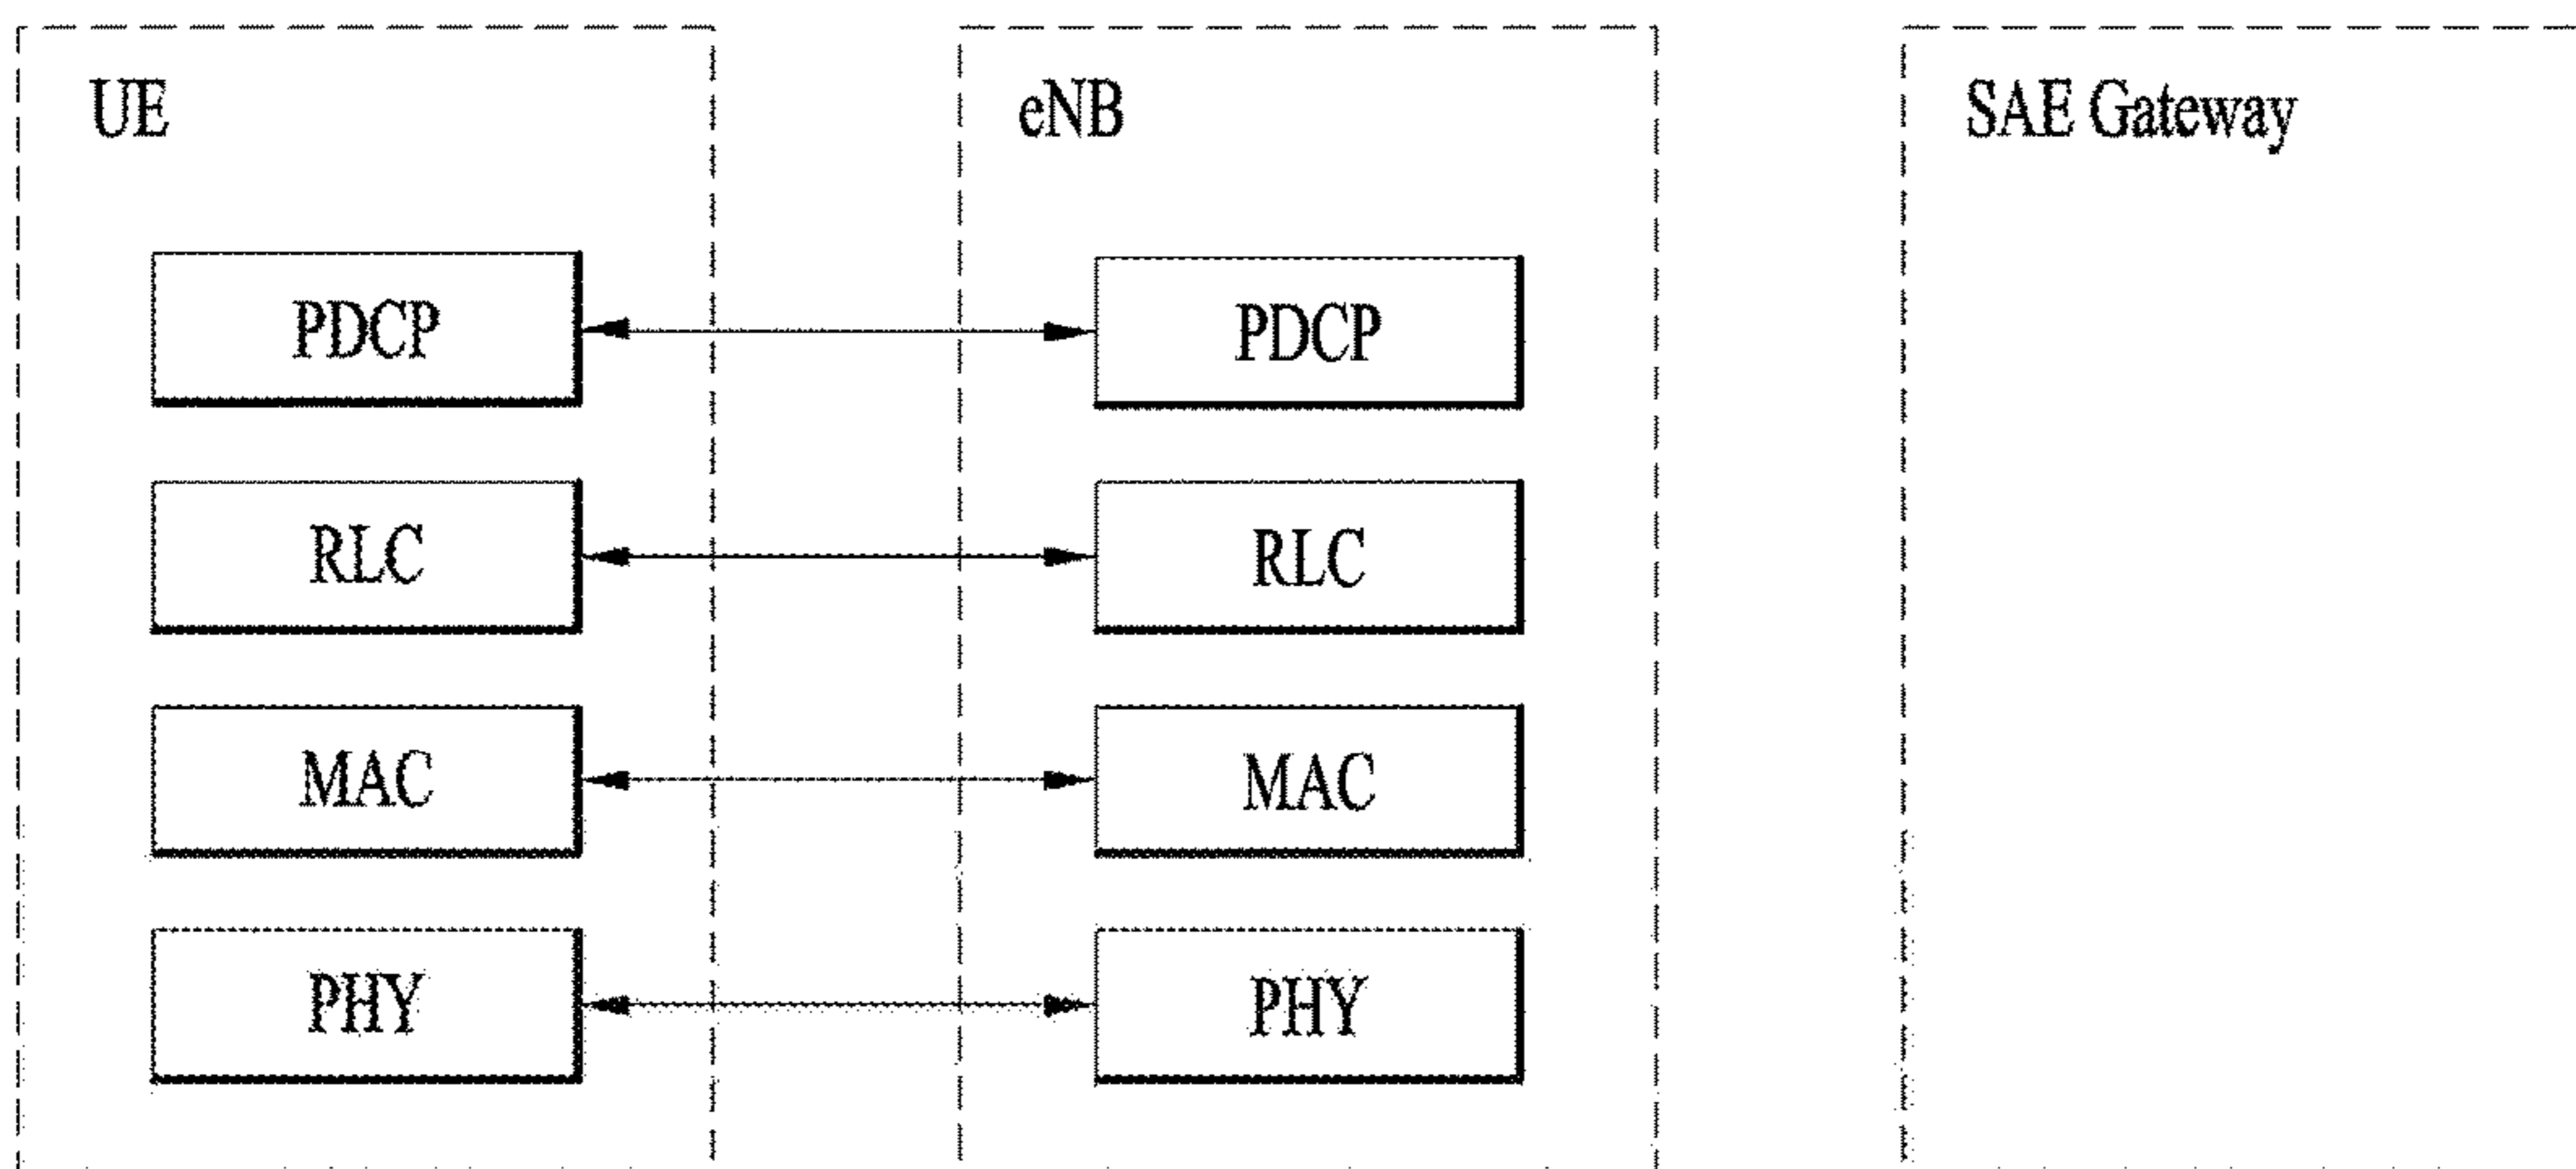 UE eNB SAE Gateway
PDCP PDCP
RLC RLC
MAC MAC
PHY PHY